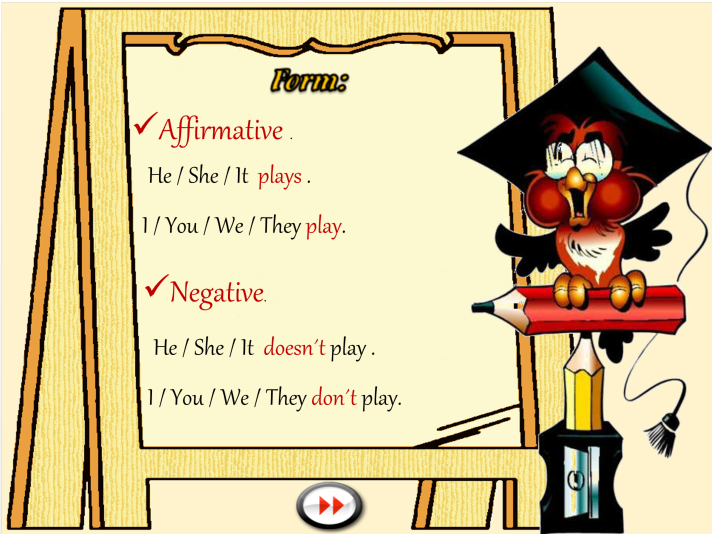 Form:
✓Affirmative .
He / She / It plays .
I / You / We / They play.
✓Negative.
He / She / It doesn´t play .
I / You / We / They don´t play.